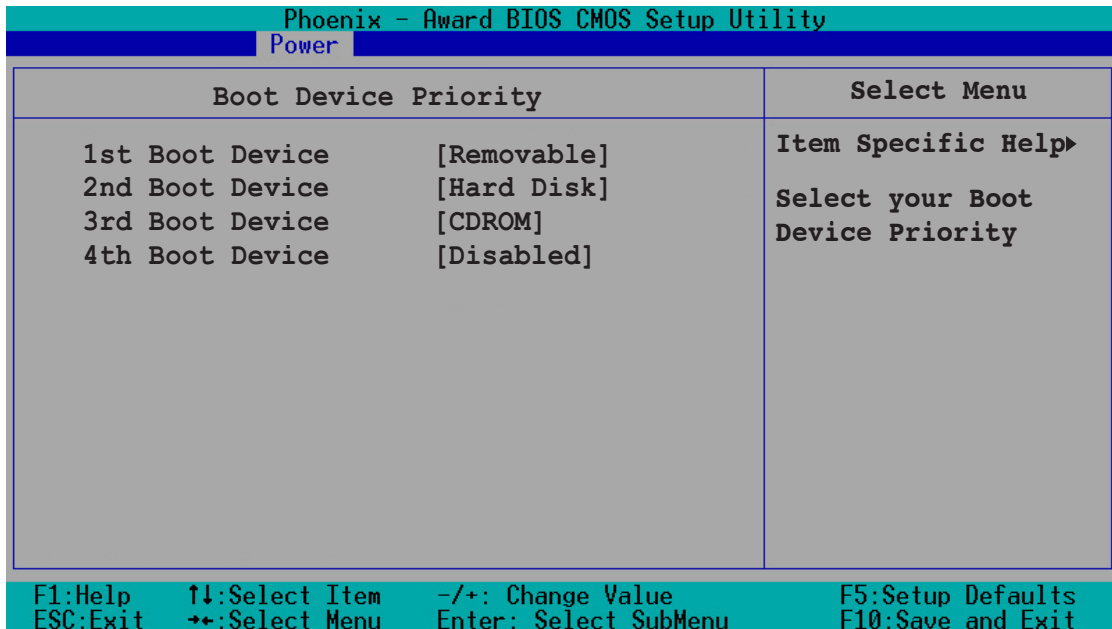 Phoenix - Award BIOS CMOS Setup Utility
Power
Boot Device Priority
1st Boot Device [Removable]
2nd Boot Device [Hard Disk]
3rd Boot Device [CDROM]
4th Boot Device [Disabled]
Select Menu
Item Specific Help▶
Select your Boot
Device Priority
F1:Help ↑↓:Select Item -/+: Change Value F5:Setup Defaults
ESC:Exit →←:Select Menu Enter: Select SubMenu F10:Save and Exit